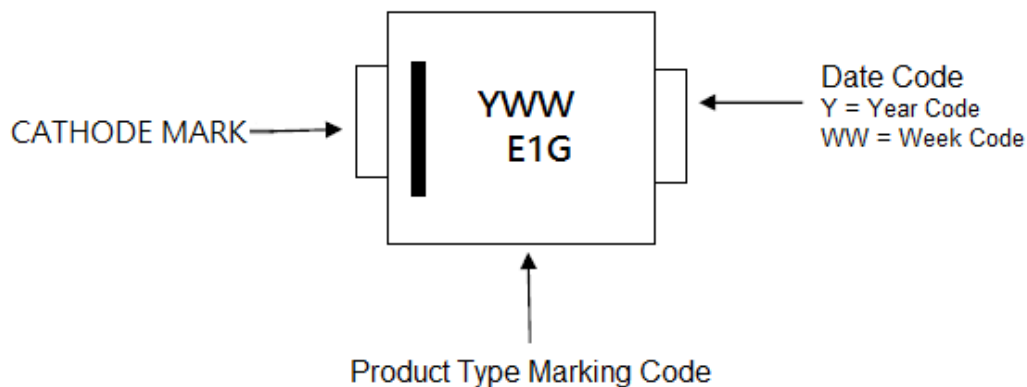 CATHODE MARK
YWW
E1G
Date Code
Y = Year Code
WW = Week Code
Product Type Marking Code